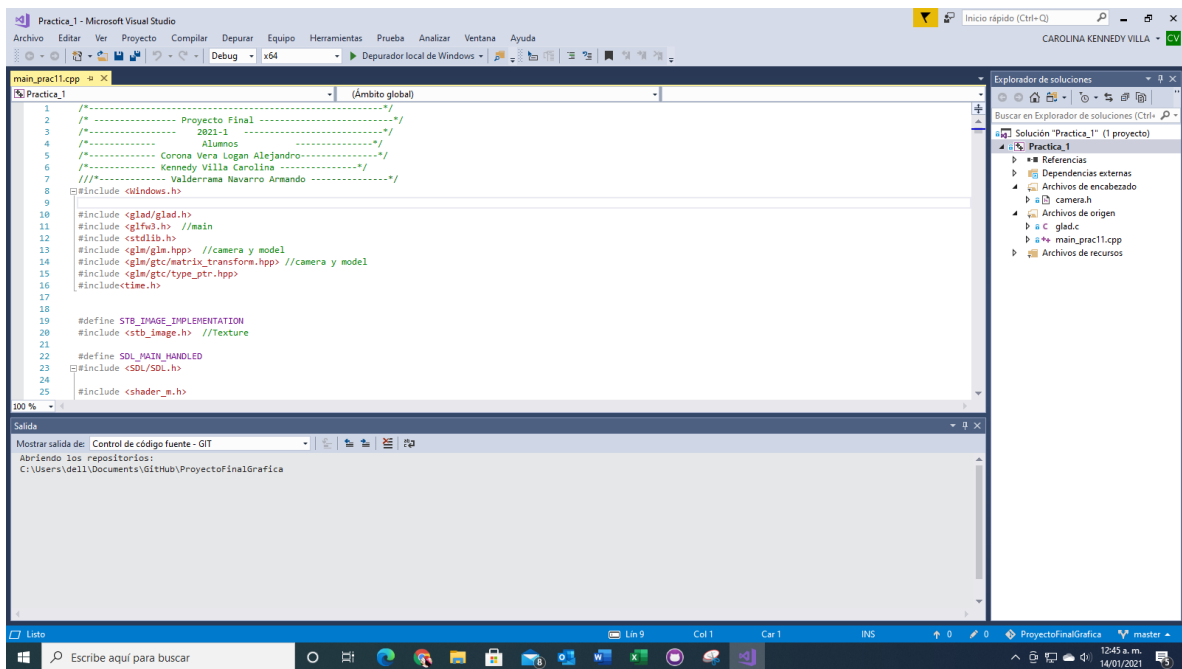 Practica_1 - Microsoft Visual Studio
Inicio rápido (Ctrl+Q)
Archivo Editar Ver Proyecto Compilar Depurar Equipo Herramientas Prueba Analizar Ventana Ayuda
CAROLINA KENNEDY VILLA CV
Debug x64 Depurador local de Windows
main_prac11.cpp
Practica_1 (Ámbito global)
1 /*---------------------------------------------------------*/
2 /* ---------------- Proyecto Final --------------------------*/
3 /*----------------- 2021-1 ---------------------------*/
4 /*------------- Alumnos ---------------*/
5 /*------------- Corona Vera Logan Alejandro---------------*/
6 /*------------- Kennedy Villa Carolina ---------------*/
7 ///*------------- Valderrama Navarro Armando ---------------*/
8 #include <Windows.h>
9
10 #include <glad/glad.h>
11 #include <glfw3.h> //main
12 #include <stdlib.h>
13 #include <glm/glm.hpp> //camera y model
14 #include <glm/gtc/matrix_transform.hpp> //camera y model
15 #include <glm/gtc/type_ptr.hpp>
16 #include<time.h>
17
18
19 #define STB_IMAGE_IMPLEMENTATION
20 #include <stb_image.h> //Texture
21
22 #define SDL_MAIN_HANDLED
23 #include <SDL/SDL.h>
24
25 #include <shader_m.h>
100 %
Explorador de soluciones
Buscar en Explorador de soluciones (Ctrl+
Solución "Practica_1" (1 proyecto)
Practica_1
Referencias
Dependencias externas
Archivos de encabezado
camera.h
Archivos de origen
glad.c
main_prac11.cpp
Archivos de recursos
Salida
Mostrar salida de: Control de código fuente - GIT
Abriendo los repositorios:
C:\Users\dell\Documents\GitHub\ProyectoFinalGrafica
Listo Lín 9 Col 1 Car 1 INS 0 0 ProyectoFinalGrafica master
Escribe aquí para buscar
12:45 a. m.
14/01/2021